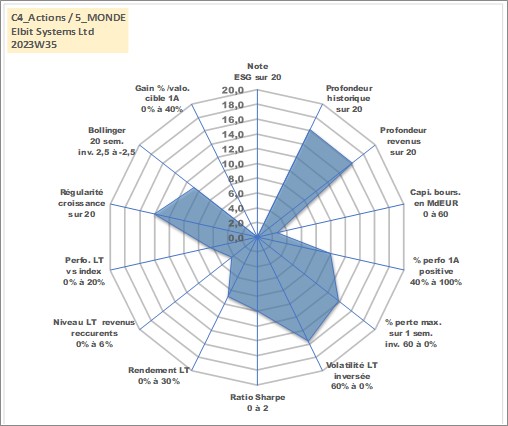 C4_Actions / 5_MONDE
Elbit Systems Ltd
2023W35
Note
ESG sur 20
Profondeur
historique
sur 20
Profondeur
revenus
sur 20
Capi. bours.
en MdEUR
0 à 60
% perfo 1A
positive
40% à 100%
% perte max.
sur 1 sem.
inv. 60 à 0%
Volatilité LT
inversée
60% à 0%
Ratio Sharpe
0 à 2
Rendement LT
0% à 30%
Niveau LT revenus
reccurents
0% à 6%
Perfo. LT
vs index
0% à 20%
Régularité
croissance
sur 20
Bollinger
20 sem.
inv. 2,5 à -2,5
Gain % /valo.
cible 1A
0% à 40%
20,0
18,0
16,0
14,0
12,0
10,0
8,0
6,0
4,0
2,0
0,0